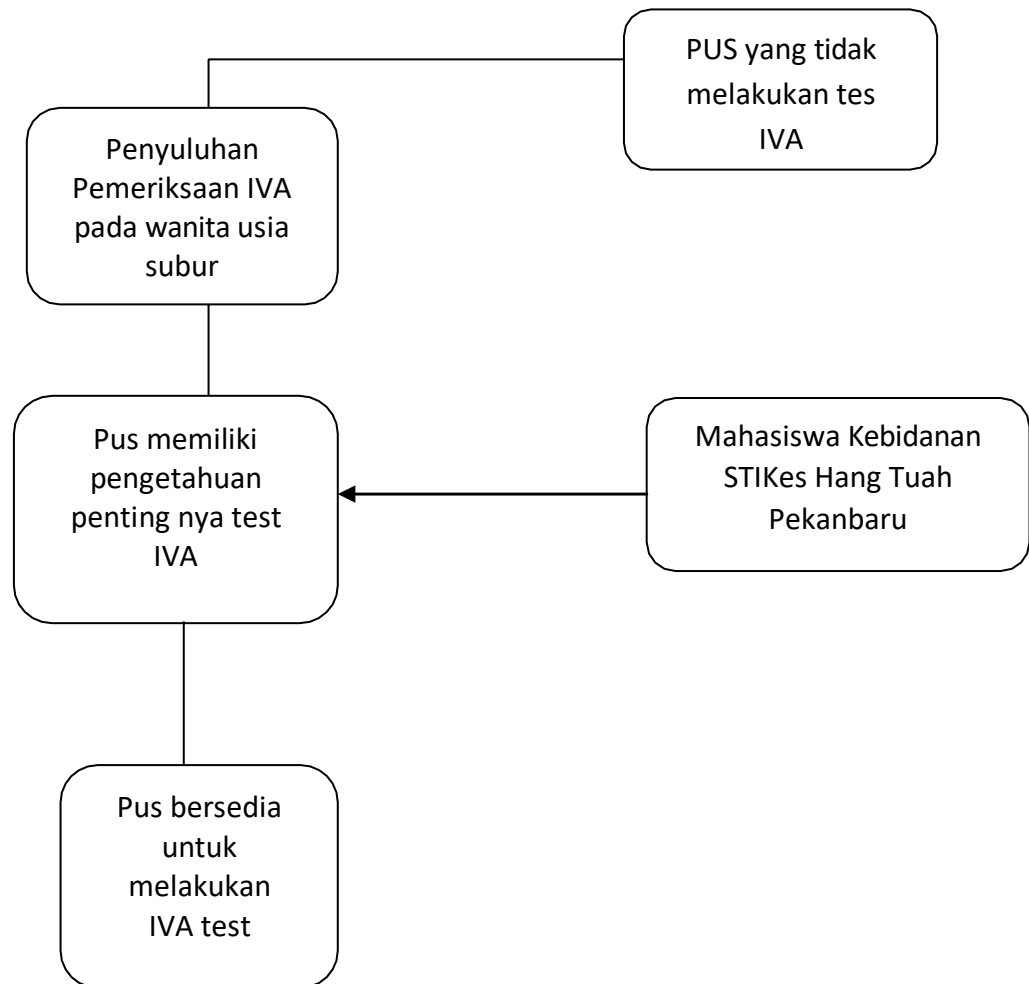 PUS yang tidak
melakukan tes
IVA
Penyuluhan
Pemeriksaan IVA
pada wanita usia
subur
Pus memiliki
pengetahuan
penting nya test
IVA
Mahasiswa Kebidanan
STIKes Hang Tuah
Pekanbaru
Pus bersedia
untuk
melakukan
IVA test